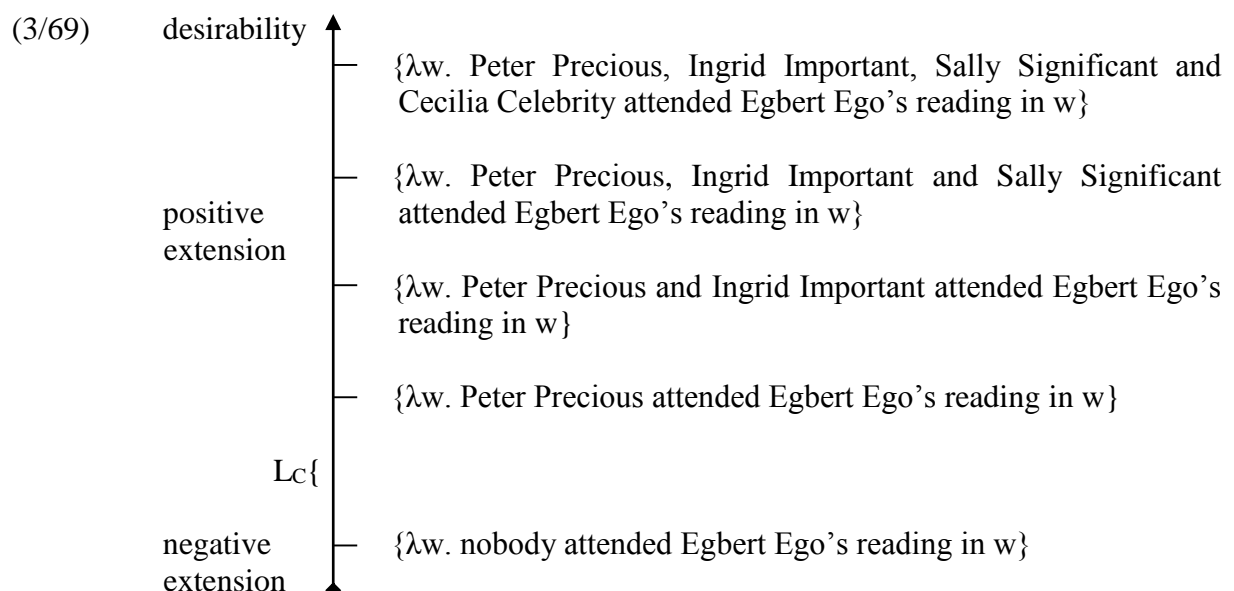 (3/69) desirability
{λw. Peter Precious, Ingrid Important, Sally Significant and
Cecilia Celebrity attended Egbert Ego’s reading in w}
{λw. Peter Precious, Ingrid Important and Sally Significant
positive attended Egbert Ego’s reading in w}
extension
{λw. Peter Precious and Ingrid Important attended Egbert Ego’s
reading in w}
{λw. Peter Precious attended Egbert Ego’s reading in w}
LC{
negative {λw. nobody attended Egbert Ego’s reading in w}
extension